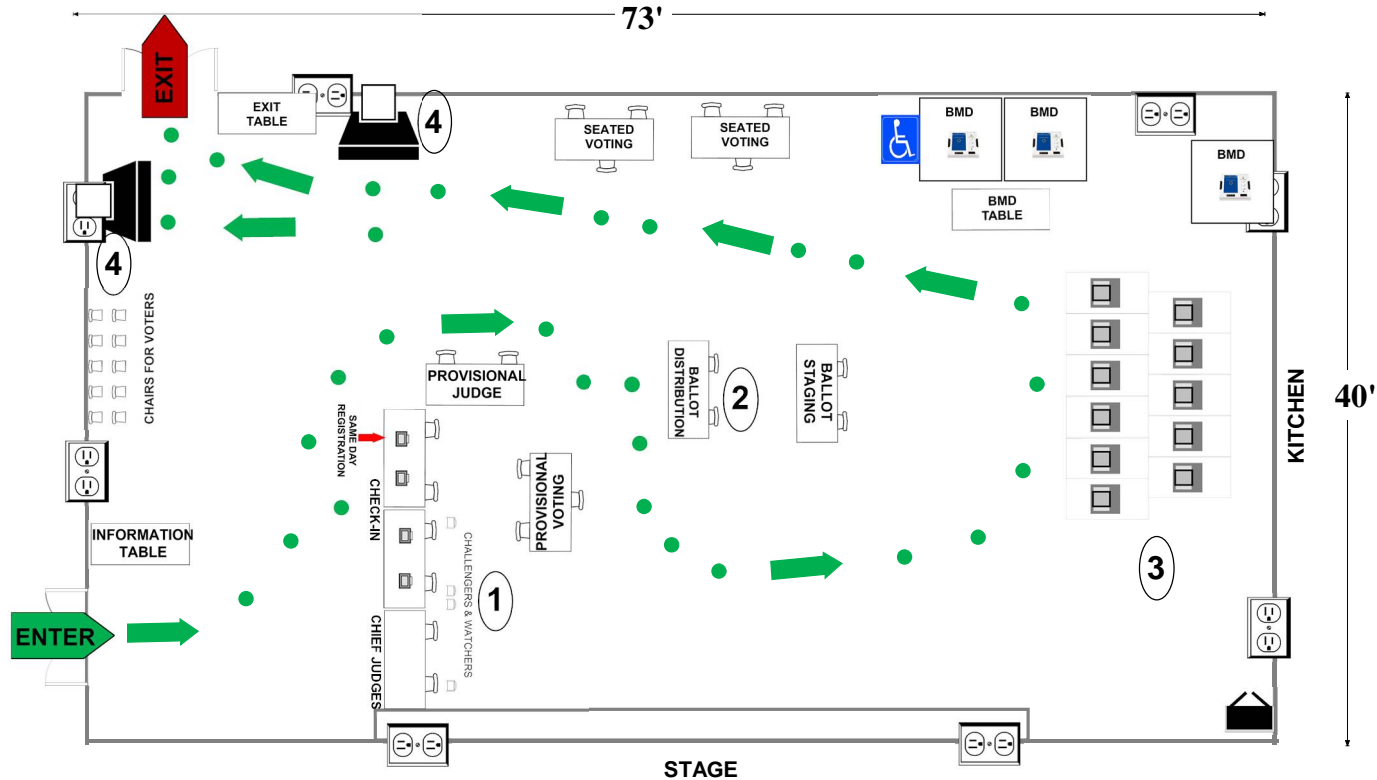 73'
EXIT
EXIT
TABLE
4
SEATED
VOTING
SEATED
VOTING
BMD
BMD
BMD
BMD
TABLE
4
CHAIRS FOR VOTERS
PROVISIONAL
JUDGE
SAME DAY
REGISTRATION
CHECK-IN
BALLOT
DISTRIBUTION
2
BALLOT
STAGING
KITCHEN
40'
PROVISIONAL
VOTING
INFORMATION
TABLE
CHALLENGERS & WATCHERS
1
3
ENTER
CHIEF JUDGES
STAGE